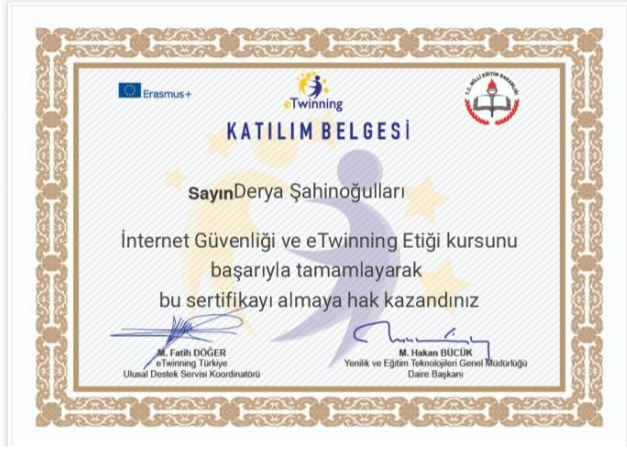 Erasmus+
eTwinning
T.C. MİLLÎ EĞİTİM BAKANLIĞI
KATILIM BELGESİ
SayınDerya Şahinoğulları
İnternet Güvenliği ve eTwinning Etiği kursunu
başarıyla tamamlayarak
bu sertifikayı almaya hak kazandınız
M. Fatih DÖĞER
eTwinning Türkiye
Ulusal Destek Servisi Koordinatörü
M. Hakan BÜCÜK
Yenilik ve Eğitim Teknolojileri Genel Müdürlüğü
Daire Başkanı